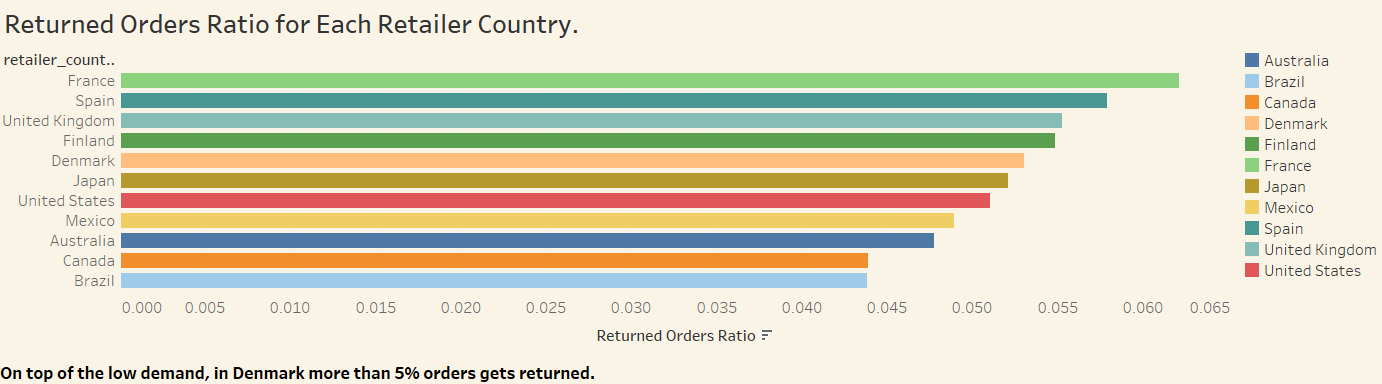 Returned Orders Ratio for Each Retailer Country.
retailer_count..
France
Spain
United Kingdom
Finland
Denmark
Japan
United States
Mexico
Australia
Canada
Brazil
0.000 0.005 0.010 0.015 0.020 0.025 0.030 0.035 0.040 0.045 0.050 0.055 0.060 0.065
Returned Orders Ratio
Australia
Brazil
Canada
Denmark
Finland
France
Japan
Mexico
Spain
United Kingdom
United States
On top of the low demand, in Denmark more than 5% orders gets returned.